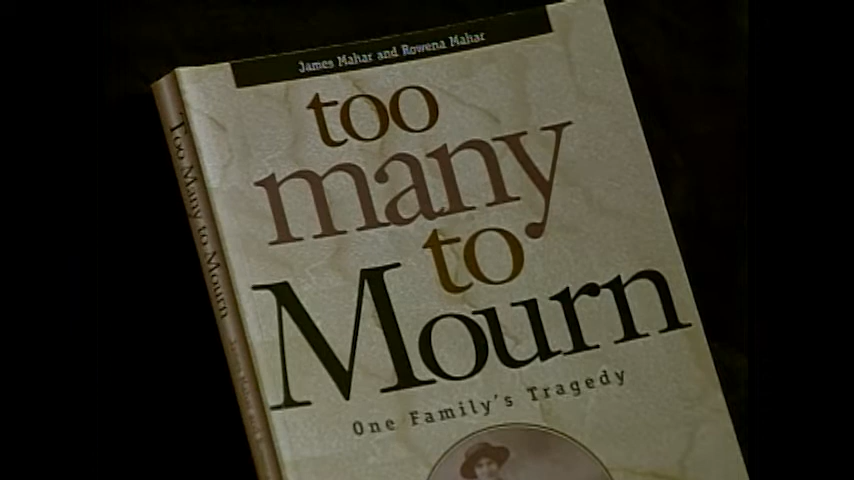 James Mahar and Rowena Mahar
too
many
to
Mourn
One Family's Tragedy
Too Many to Mourn